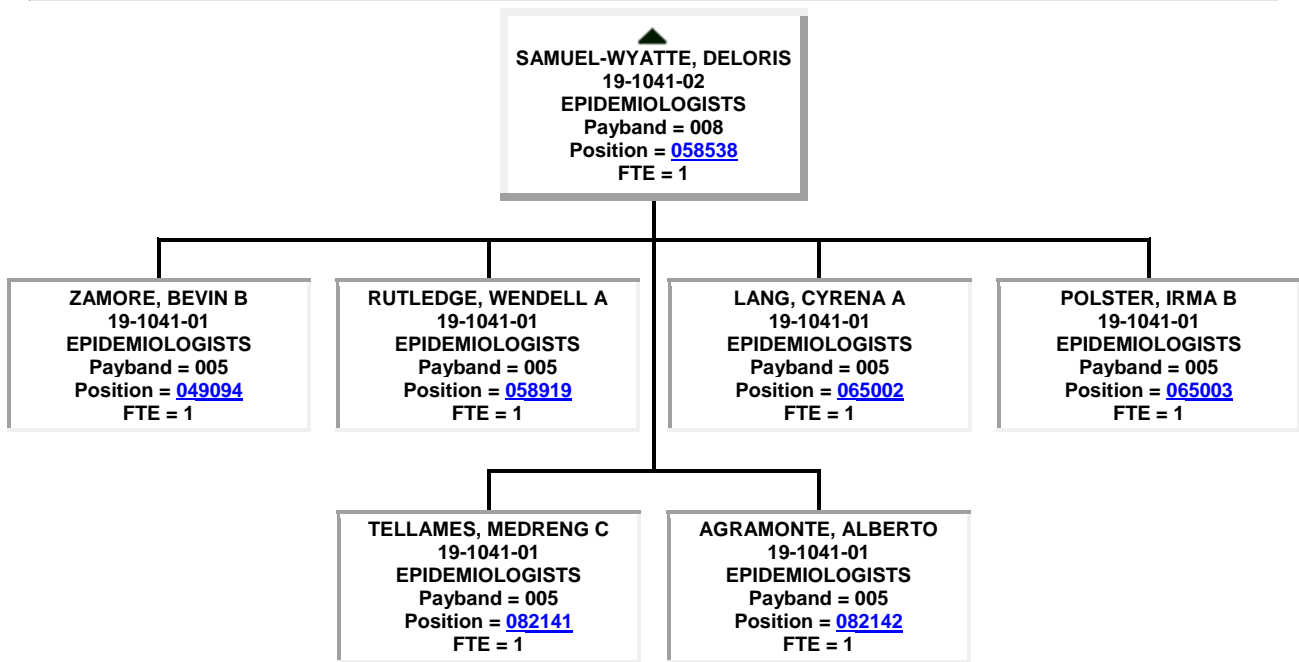 SAMUEL-WYATTE, DELORIS
19-1041-02
EPIDEMIOLOGISTS
Payband = 008
Position = 058538
FTE = 1
ZAMORE, BEVIN B
19-1041-01
EPIDEMIOLOGISTS
Payband = 005
Position = 049094
FTE = 1
RUTLEDGE, WENDELL A
19-1041-01
EPIDEMIOLOGISTS
Payband = 005
Position = 058919
FTE = 1
LANG, CYRENA A
19-1041-01
EPIDEMIOLOGISTS
Payband = 005
Position = 065002
FTE = 1
POLSTER, IRMA B
19-1041-01
EPIDEMIOLOGISTS
Payband = 005
Position = 065003
FTE = 1
TELLAMES, MEDRENG C
19-1041-01
EPIDEMIOLOGISTS
Payband = 005
Position = 082141
FTE = 1
AGRAMONTE, ALBERTO
19-1041-01
EPIDEMIOLOGISTS
Payband = 005
Position = 082142
FTE = 1